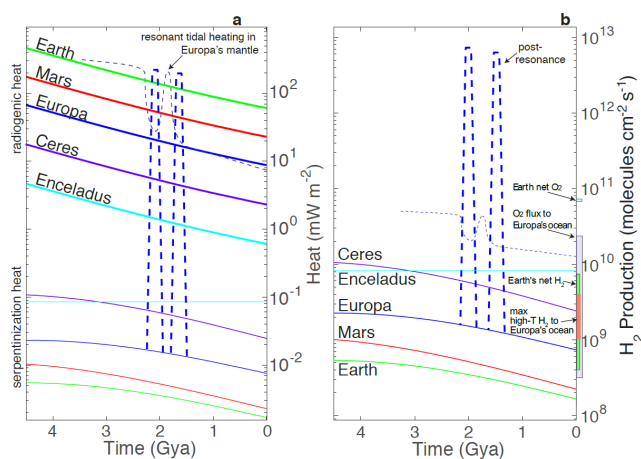 a
resonant tidal heating in
Europa's mantle
radiogenic heat
serpentinization heat
Earth
Mars
Europa
Ceres
Enceladus
10²
10¹
10⁰
10⁻¹
10⁻²
Heat (mW m⁻²)
4 3 2 1 0
Time (Gya)
b
post-
resonance
Earth net O₂
O₂ flux to
Europa's ocean
Ceres
Enceladus
Earth's net H₂
Europa
max
high-T H₂ to
Europa's ocean
Mars
Earth
10¹³
10¹²
10¹¹
10¹⁰
10⁹
10⁸
H₂ Production (molecules cm⁻² s⁻¹)
4 3 2 1 0
Time (Gya)